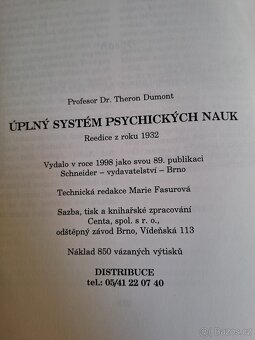 Profesor Dr. Theron Dumont
ÚPLNÝ SYSTÉM PSYCHICKÝCH NAUK
Reedice z roku 1932
Vydalo v roce 1998 jako svou 89. publikaci
Schneider - vydavatelství - Brno
Technická redakce Marie Fasurová
Sazba, tisk a knihařské zpracování
Centa, spol. s r. o.,
odštěpný závod Brno, Vídeňská 113
Náklad 850 vázaných výtisků
DISTRIBUCE
tel.: 05/41 22 07 40